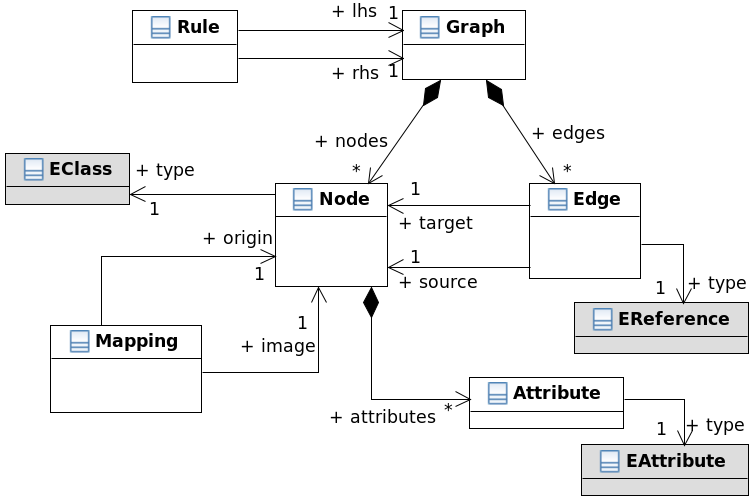 Rule
+ lhs 1
Graph
+ rhs 1
+ nodes
*
+ edges
*
EClass
+ type
1
Node
1
+ target
Edge
+ origin
1
1
+ source
1
+ type
EReference
Mapping
1
+ image
+ attributes *
Attribute
1
+ type
EAttribute